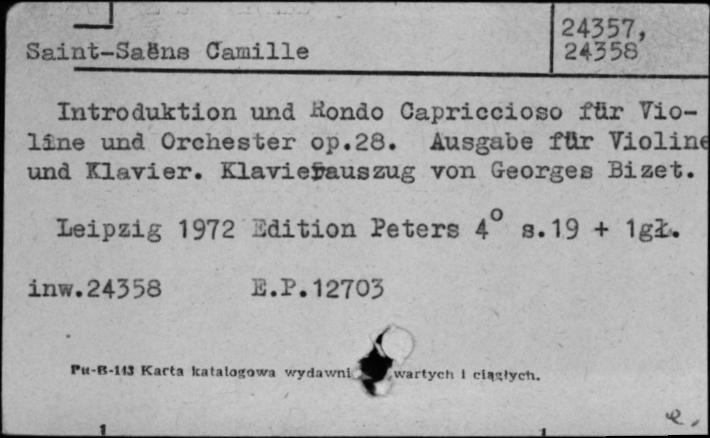 24357,
Saint-Saëns Camille 24358
Introduktion und Rondo Capriccioso für Vio-
line und Orchester op.28. Ausgabe für Violine
und Klavier. Klavierauszug von Georges Bizet.
Leipzig 1972 Edition Peters 4° s.19 + 1gł.
inw.24358 E.P.12703
Pu-B-143 Karta katalogowa wydawni wartych i ciągłych.
e.